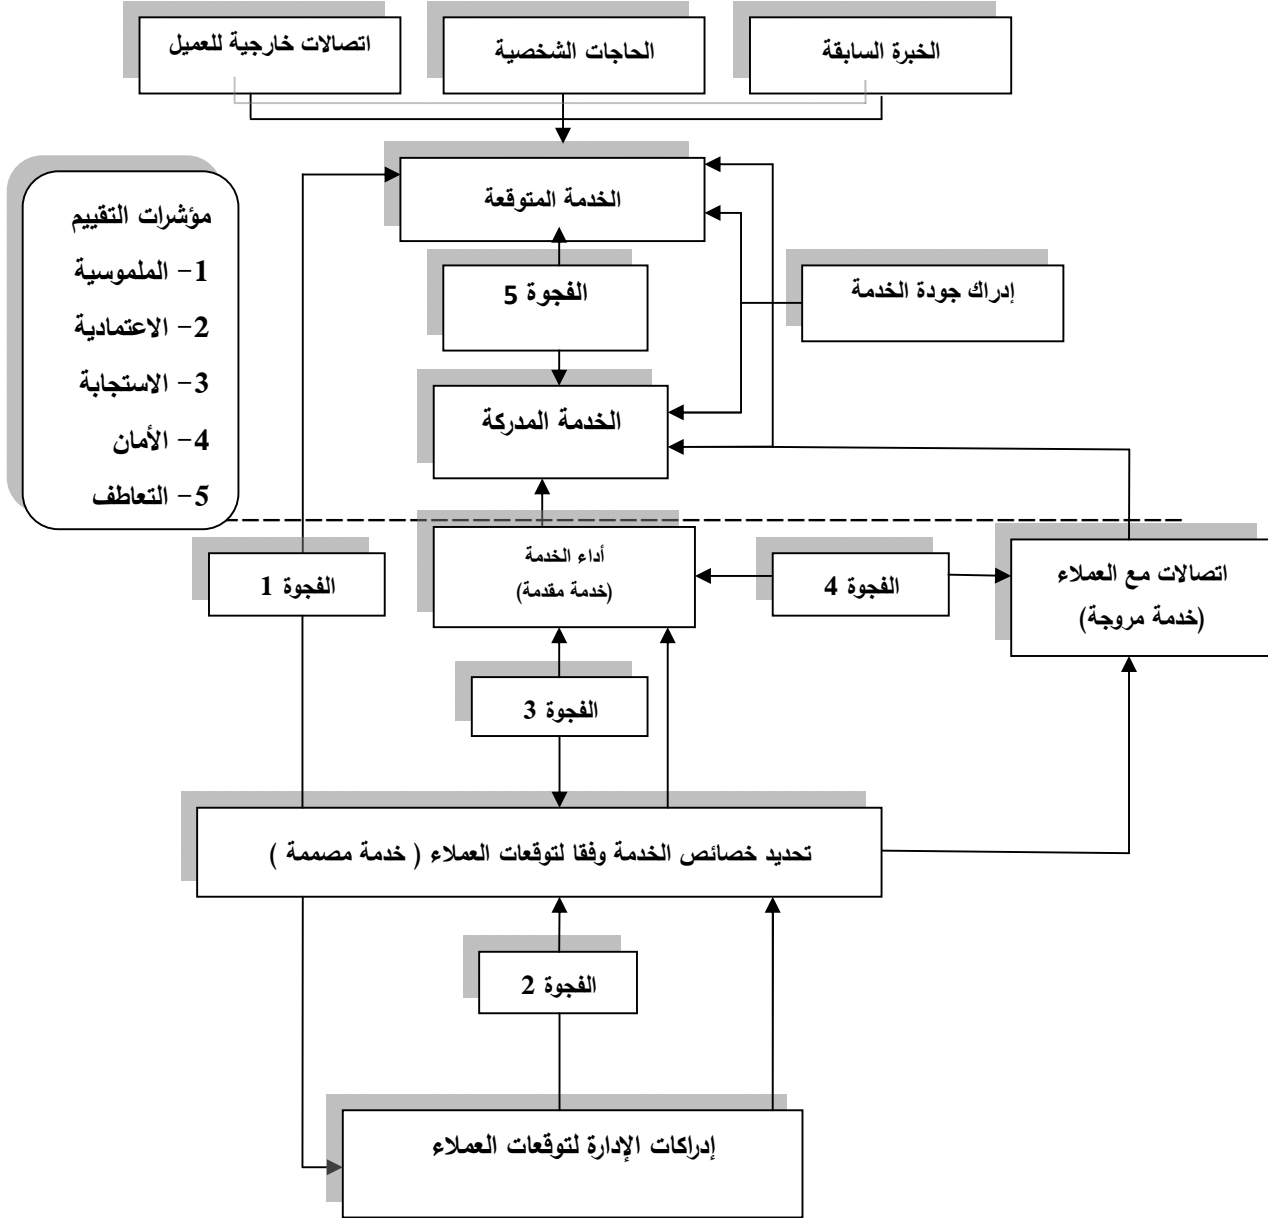 الخبرة السابقة
الحاجات الشخصية
اتصالات خارجية للعميل
الخدمة المتوقعة
مؤشرات التقييم
1- الملموسية
2- الاعتمادية
3- الاستجابة
4- الأمان
5- التعاطف
إدراك جودة الخدمة
الفجوة 5
الخدمة المدركة
اتصالات مع العملاء
(خدمة مروجة)
الفجوة 4
أداء الخدمة
(خدمة مقدمة)
الفجوة 1
الفجوة 3
تحديد خصائص الخدمة وفقا لتوقعات العملاء ( خدمة مصممة )
الفجوة 2
إدراكات الإدارة لتوقعات العملاء